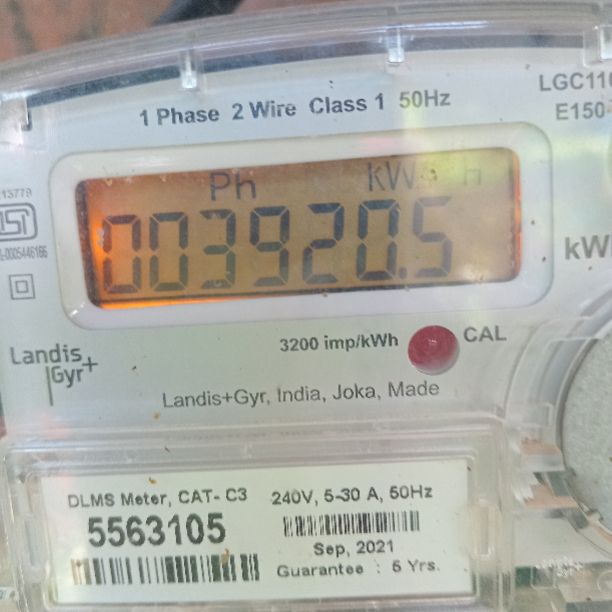 1 Phase 2 Wire Class 1 50Hz
Ph kW h
003920.5
3200 imp/kWh
CAL
Landis+
Gyr
Landis+Gyr, India, Joka, Made
DLMS Meter, CAT- C3
240V, 5-30 A, 50Hz
5563105
Sep, 2021
Guarantee : 5 Yrs.